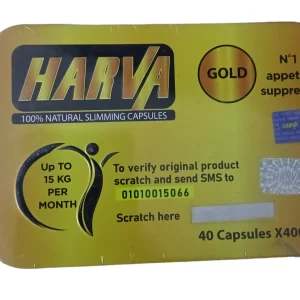 HARVA
100% NATURAL SLIMMING CAPSULES
GOLD
N°1
appet
suppre
Up TO
15 KG
PER
MONTH
To verify original product
scratch and send SMS to
01010015066
Scratch here
40 Capsules X400